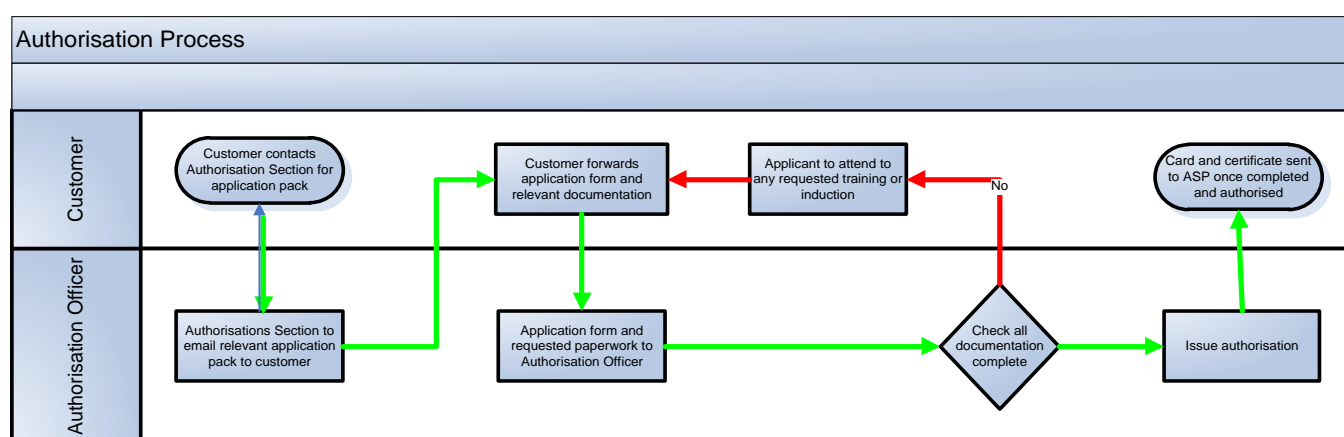 Authorisation Process
Customer
Customer contacts
Authorisation Section for
application pack
Customer forwards
application form and
relevant documentation
Applicant to attend to
any requested training or
induction
No
Card and certificate sent
to ASP once completed
and authorised
Authorisation Officer
Authorisations Section to
email relevant application
pack to customer
Application form and
requested paperwork to
Authorisation Officer
Check all
documentation
complete
Issue authorisation